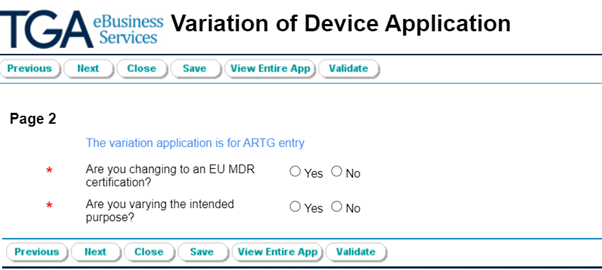 TGA eBusiness Services Variation of Device Application
Previous Next Close Save View Entire App Validate
Page 2
The variation application is for ARTG entry
* Are you changing to an EU MDR certification? Yes No
* Are you varying the intended purpose? Yes No
Previous Next Close Save View Entire App Validate